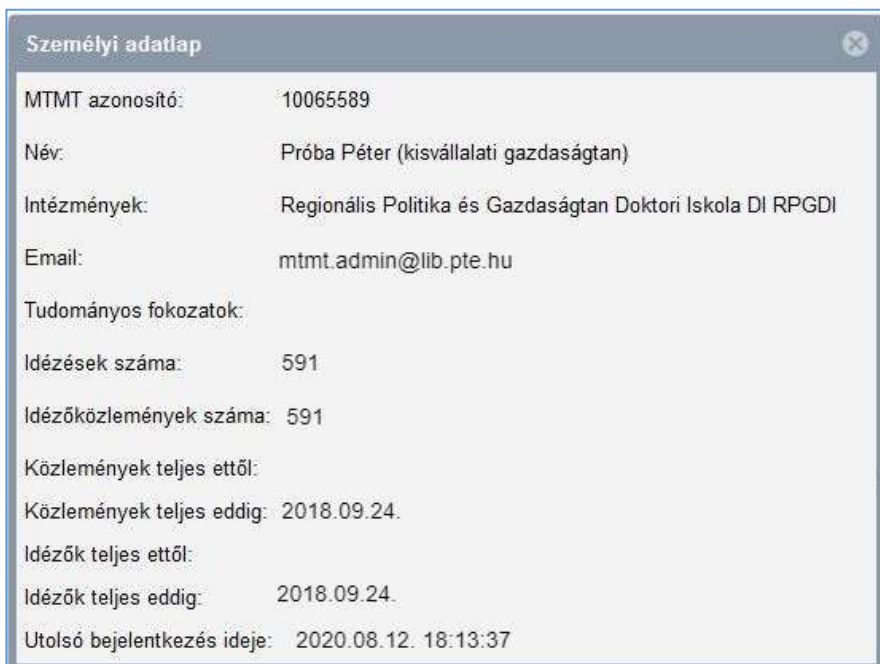 Személyi adatlap
MTMT azonosító: 10065589
Név: Próba Péter (kisvállalati gazdaságtan)
Intézmények: Regionális Politika és Gazdaságtan Doktori Iskola DI RPGDI
Email: mtmt.admin@lib.pte.hu
Tudományos fokozatok:
Idézések száma: 591
Idézőközlemények száma: 591
Közlemények teljes ettől:
Közlemények teljes eddig: 2018.09.24.
Idézők teljes ettől:
Idézők teljes eddig: 2018.09.24.
Utolsó bejelentkezés ideje: 2020.08.12. 18:13:37